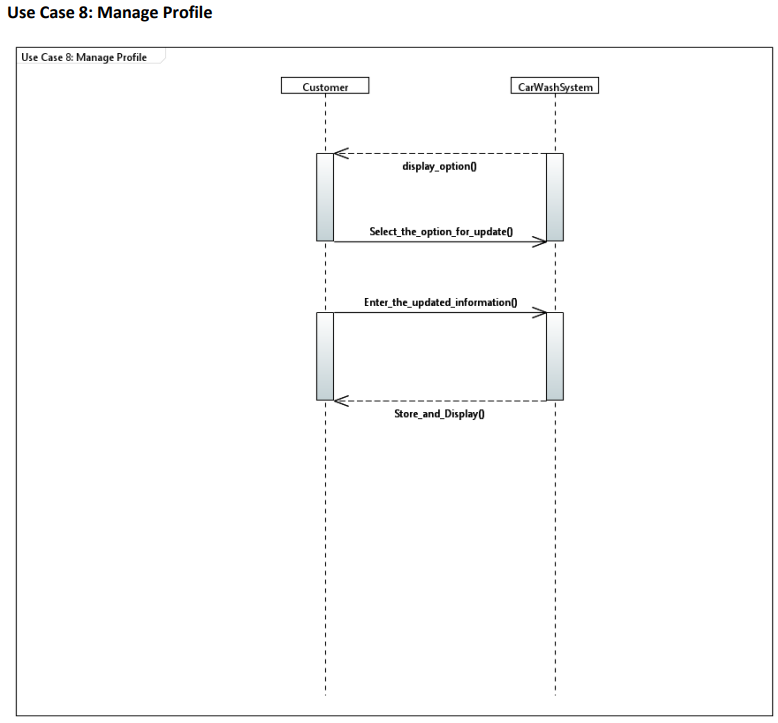 Use Case 8: Manage Profile
Use Case 8: Manage Profile
Customer
CarWashSystem
display_option()
Select_the_option_for_update()
Enter_the_updated_information()
Store_and_Display()